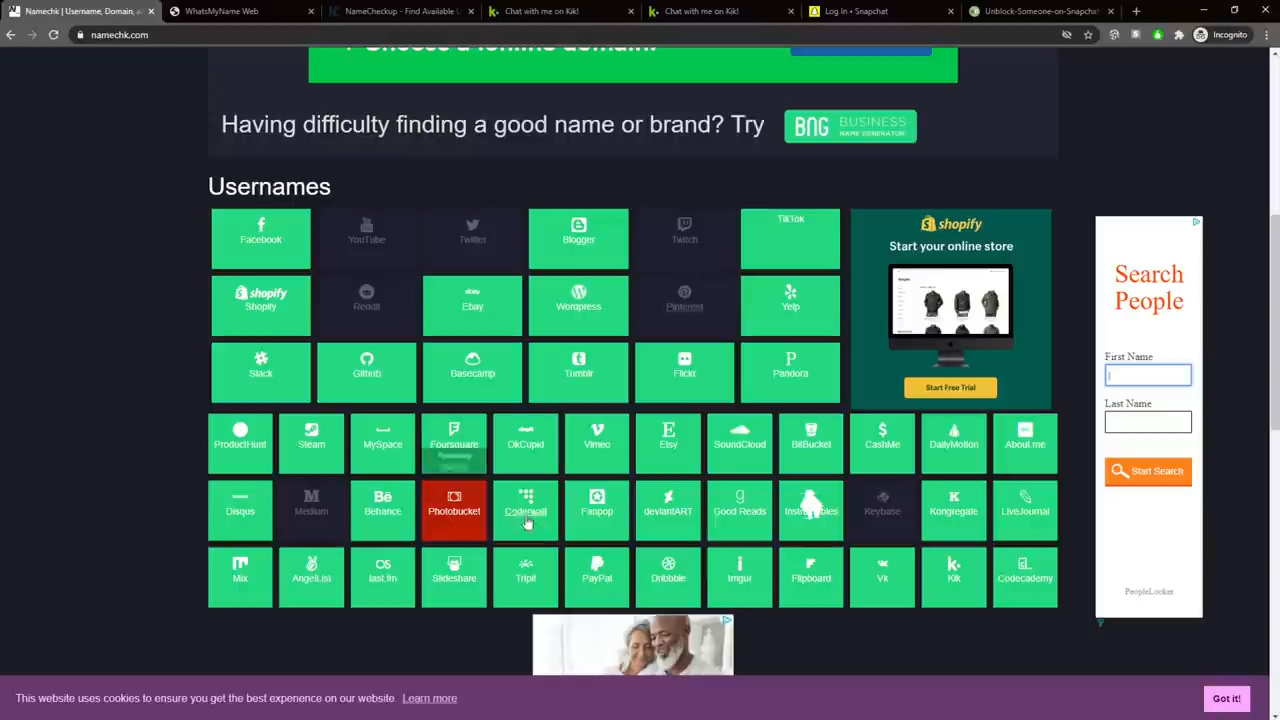 Namechk | Username, Domain, a
WhatsMyName Web
NameCheckup - Find Available U
Chat with me on Kik!
Chat with me on Kik!
Log In • Snapchat
Unblock-Someone-on-Snapchat
namechk.com
Incognito
Choose a .online domain.
Having difficulty finding a good name or brand? Try
BNG BUSINESS
NAME GENERATOR
Usernames
Facebook
YouTube
Twitter
Blogger
Twitch
TikTok
shopify
Shopify
Reddit
ebay
Ebay
Wordpress
Pinterest
Yelp
Slack
Github
Basecamp
Tumblr
Flickr
Pandora
shopify
Start your online store
Start Free Trial
ProductHunt
Steam
MySpace
Foursquare
OkCupid
Vimeo
Etsy
SoundCloud
BitBucket
CashMe
DailyMotion
About.me
Disqus
Medium
Behance
Photobucket
Coderwall
Fanpop
deviantART
Good Reads
Instructables
Keybase
Kongregate
LiveJournal
Mix
AngelList
last.fm
Slideshare
Tripit
PayPal
Dribbble
Imgur
Flipboard
Vk
Kik
Codecademy
Search
People
First Name
Last Name
Start Search
PeopleLooker
This website uses cookies to ensure you get the best experience on our website. Learn more
Got it!